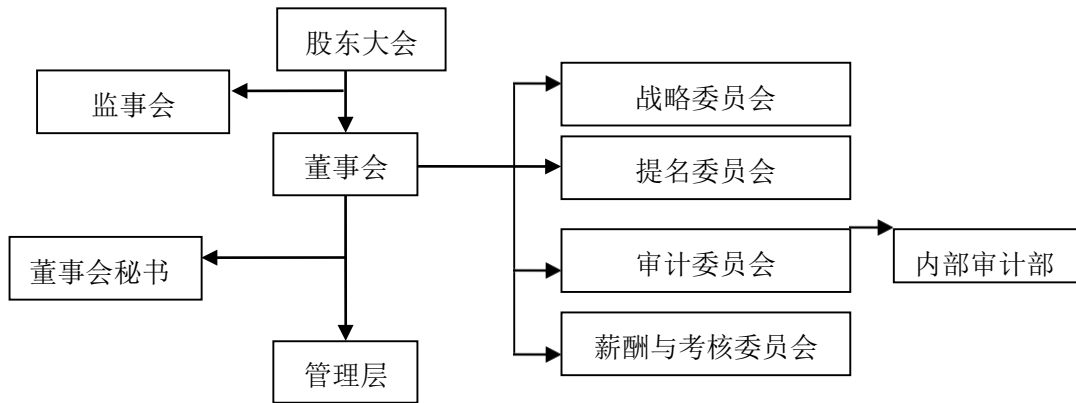 股东大会
监事会
战略委员会
董事会
提名委员会
董事会秘书
审计委员会
内部审计部
管理层
薪酬与考核委员会